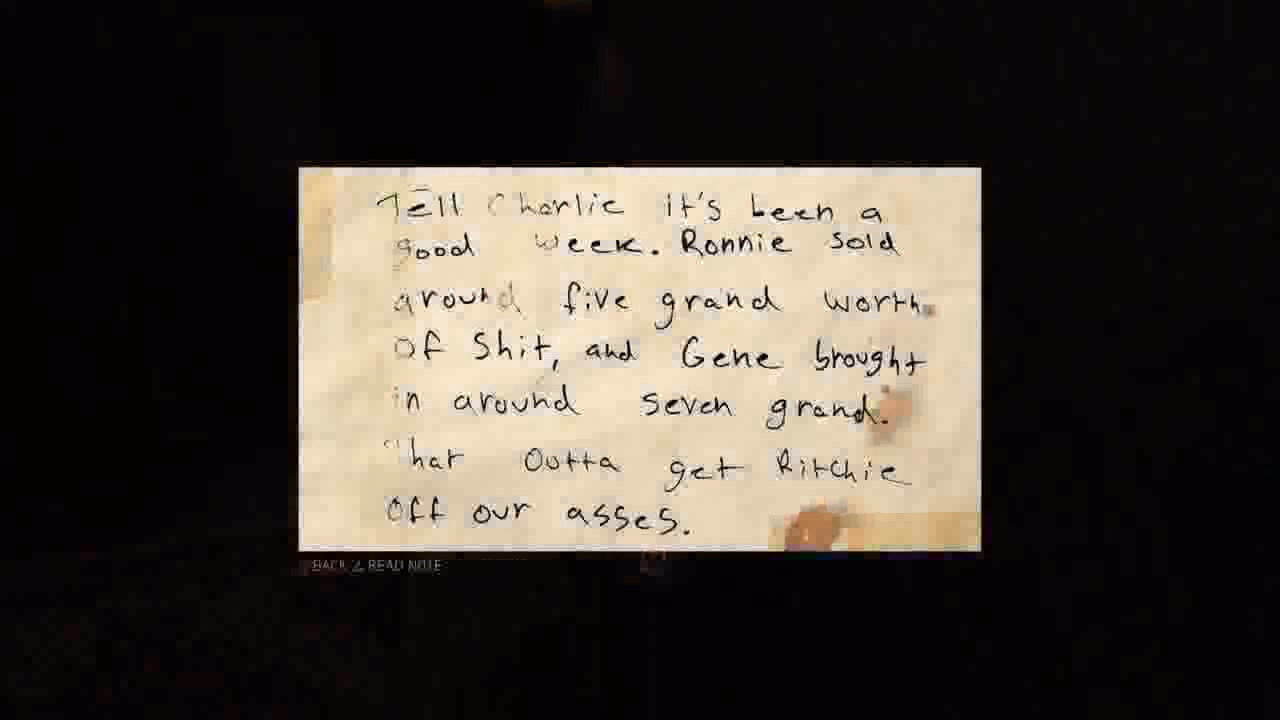 Tell Charlie it's been a
good week. Ronnie sold
around five grand worth
of Shit, and Gene brought
in around seven grand.
That Outta get Ritchie
Off our asses.
BACK △ READ NOTE